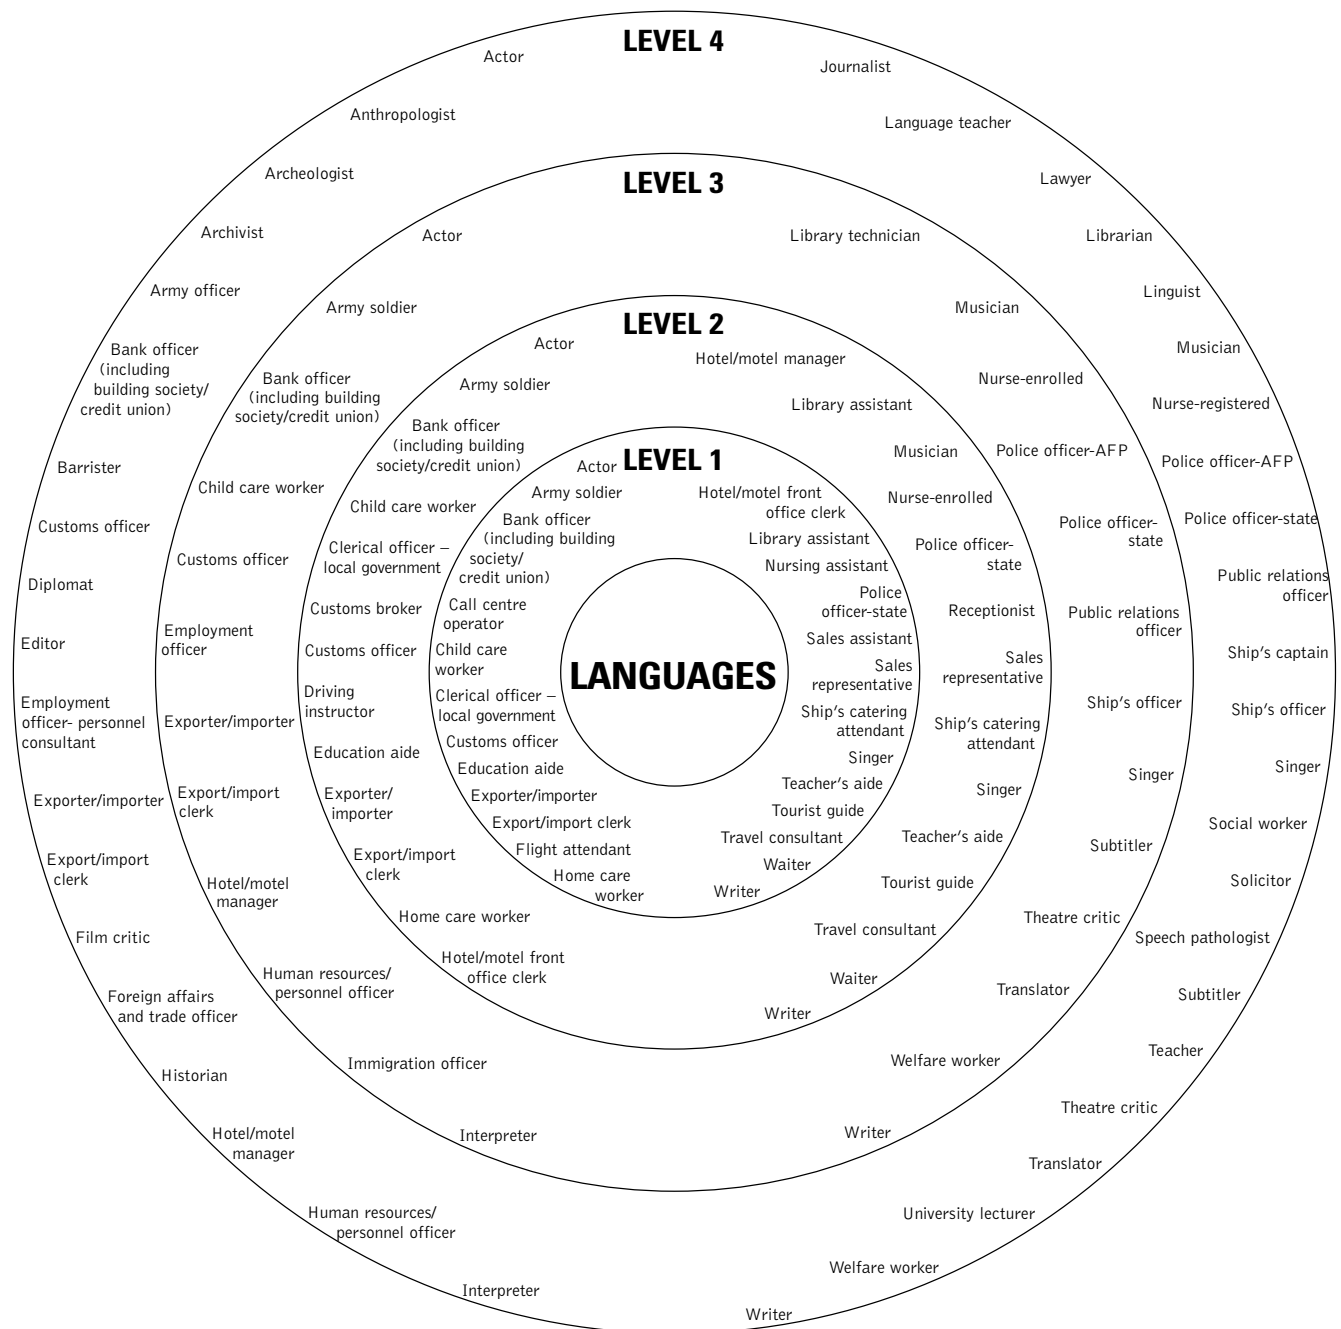 LEVEL 4
Actor
Anthropologist
Archeologist
Archivist
Army officer
Bank officer
(including
building society/
credit union)
Barrister
Customs officer
Diplomat
Editor
Employment
officer- personnel
consultant
Exporter/importer
Export/import
clerk
Film critic
Foreign affairs
and trade officer
Historian
Hotel/motel
manager
Human resources/
personnel officer
Interpreter
Journalist
Language teacher
Lawyer
Librarian
Linguist
Musician
Nurse-registered
Police officer-AFP
Police officer-state
Public relations
officer
Ship's captain
Ship's officer
Singer
Social worker
Solicitor
Speech pathologist
Subtitler
Teacher
Theatre critic
Translator
University lecturer
Welfare worker
Writer
LEVEL 3
Actor
Army soldier
Bank officer
(including building
society/credit union)
Child care worker
Customs officer
Employment
officer
Exporter/importer
Export/import
clerk
Hotel/motel
manager
Human resources/
personnel officer
Immigration officer
Interpreter
Library technician
Musician
Nurse-enrolled
Police officer-AFP
Police officer-
state
Public relations
officer
Ship's officer
Singer
Subtitler
Theatre critic
Translator
Welfare worker
Writer
LEVEL 2
Actor
Army soldier
Bank officer
(including building
society/credit union)
Child care worker
Clerical officer –
local government
Customs broker
Customs officer
Driving
instructor
Education aide
Exporter/
importer
Export/import
clerk
Home care worker
Hotel/motel front
office clerk
Hotel/motel manager
Library assistant
Musician
Nurse-enrolled
Police officer-
state
Receptionist
Sales
representative
Ship's catering
attendant
Singer
Teacher's aide
Tourist guide
Travel consultant
Waiter
Writer
LEVEL 1
Actor
Army soldier
Bank officer
(including building
society/
credit union)
Call centre
operator
Child care
worker
Clerical officer –
local government
Customs officer
Education aide
Exporter/importer
Export/import clerk
Flight attendant
Home care
worker
Hotel/motel front
office clerk
Library assistant
Nursing assistant
Police
officer-state
Sales assistant
Sales
representative
Ship's catering
attendant
Singer
Teacher's aide
Tourist guide
Travel consultant
Waiter
Writer
LANGUAGES